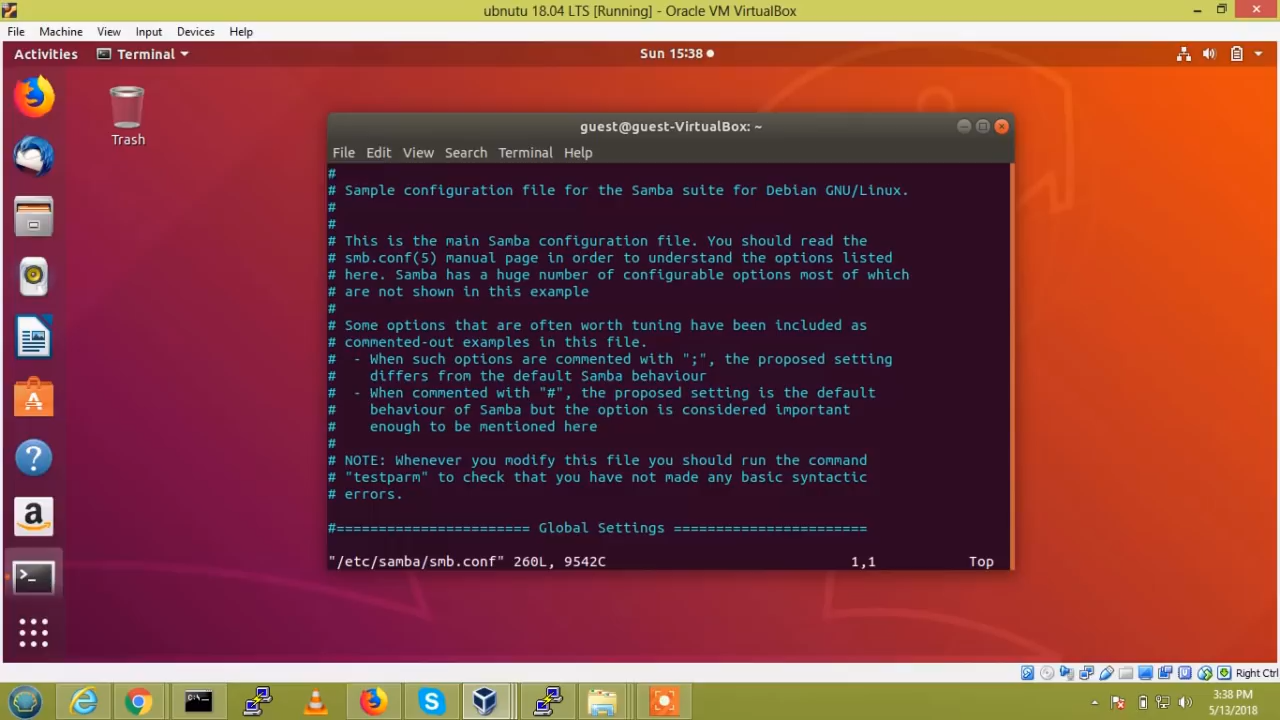 ubnutu 18.04 LTS [Running] - Oracle VM VirtualBox
File Machine View Input Devices Help
Activities Terminal Sun 15:38
Trash
guest@guest-VirtualBox: ~
File Edit View Search Terminal Help
#
# Sample configuration file for the Samba suite for Debian GNU/Linux.
#
#
# This is the main Samba configuration file. You should read the
# smb.conf(5) manual page in order to understand the options listed
# here. Samba has a huge number of configurable options most of which
# are not shown in this example
#
# Some options that are often worth tuning have been included as
# commented-out examples in this file.
#  - When such options are commented with ";", the proposed setting
#    differs from the default Samba behaviour
#  - When commented with "#", the proposed setting is the default
#    behaviour of Samba but the option is considered important
#    enough to be mentioned here
#
# NOTE: Whenever you modify this file you should run the command
# "testparm" to check that you have not made any basic syntactic
# errors.
#======================= Global Settings =======================
"/etc/samba/smb.conf" 260L, 9542C 1,1 Top
Right Ctrl
3:38 PM
5/13/2018